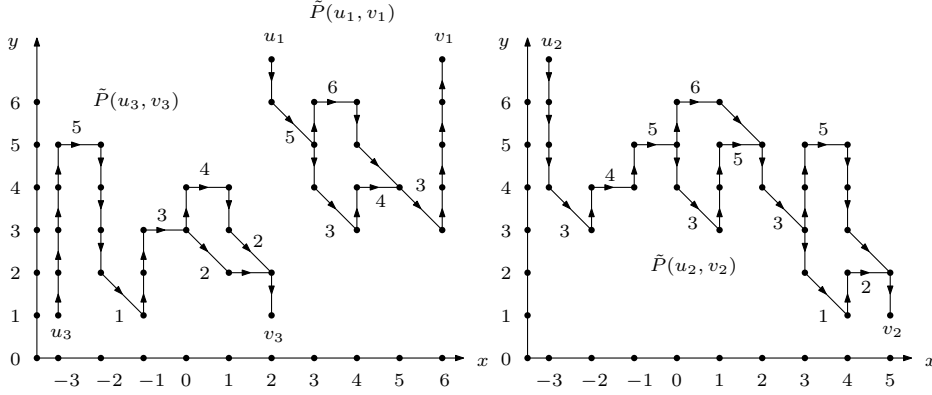 P̃(u₁, v₁)
y u₁ v₁ y u₂
P̃(u₃, v₃)
6 6 6 6
5 5 5 5 5 5 5
4 4 4 4 4
3 3 3 3 3 3 3 3
2 2 2 2 P̃(u₂, v₂) 2
1 1 1 1
u₃ v₃ v₂
0 x 0 x
−3 −2 −1 0 1 2 3 4 5 6 −3 −2 −1 0 1 2 3 4 5